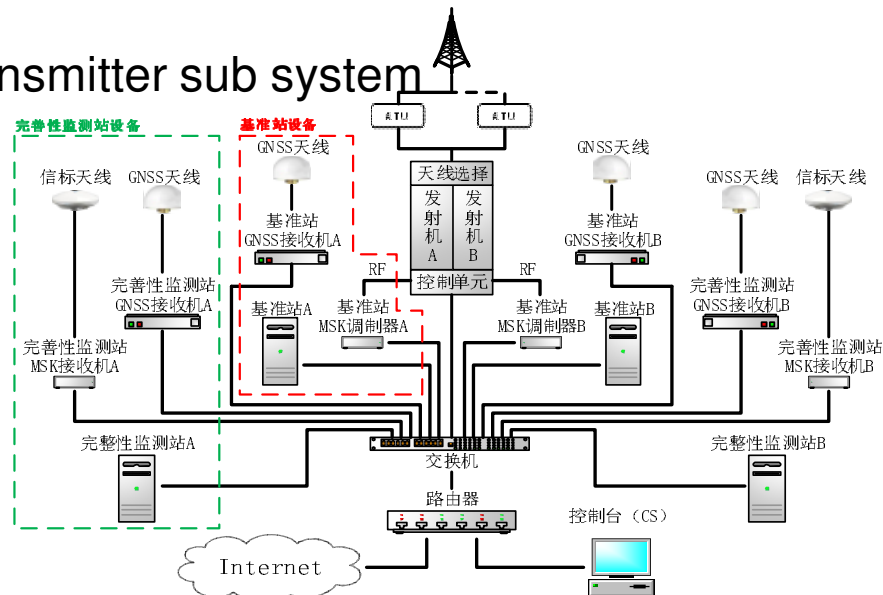 nsmitter sub system
ATU
ATU
完善性监测站设备
基准站设备
GNSS天线
GNSS天线
信标天线
GNSS天线
GNSS天线
信标天线
天线选择
发射机A
发射机B
控制单元
基准站
GNSS接收机A
基准站
GNSS接收机B
RF
RF
完善性监测站
GNSS接收机A
完善性监测站
GNSS接收机B
基准站A
基准站
MSK调制器A
基准站
MSK调制器B
基准站B
完善性监测站
MSK接收机A
完善性监测站
MSK接收机B
完整性监测站A
完整性监测站B
交换机
路由器
控制台（CS）
Internet